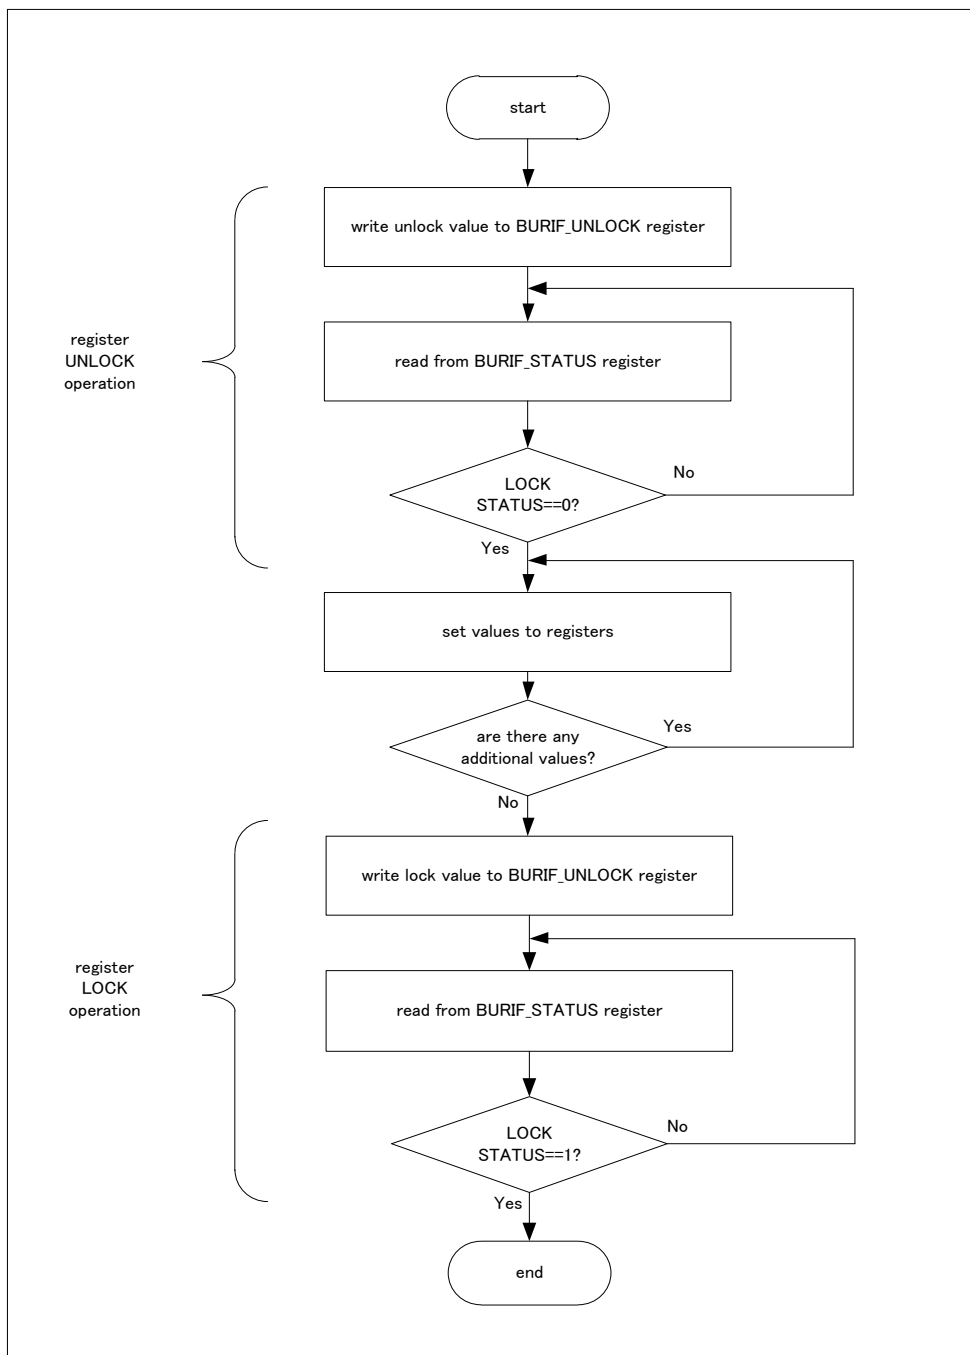 start
write unlock value to BURIF_UNLOCK register
register
UNLOCK
operation
read from BURIF_STATUS register
LOCK
STATUS==0?
No
Yes
set values to registers
are there any
additional values?
Yes
No
write lock value to BURIF_UNLOCK register
register
LOCK
operation
read from BURIF_STATUS register
LOCK
STATUS==1?
No
Yes
end